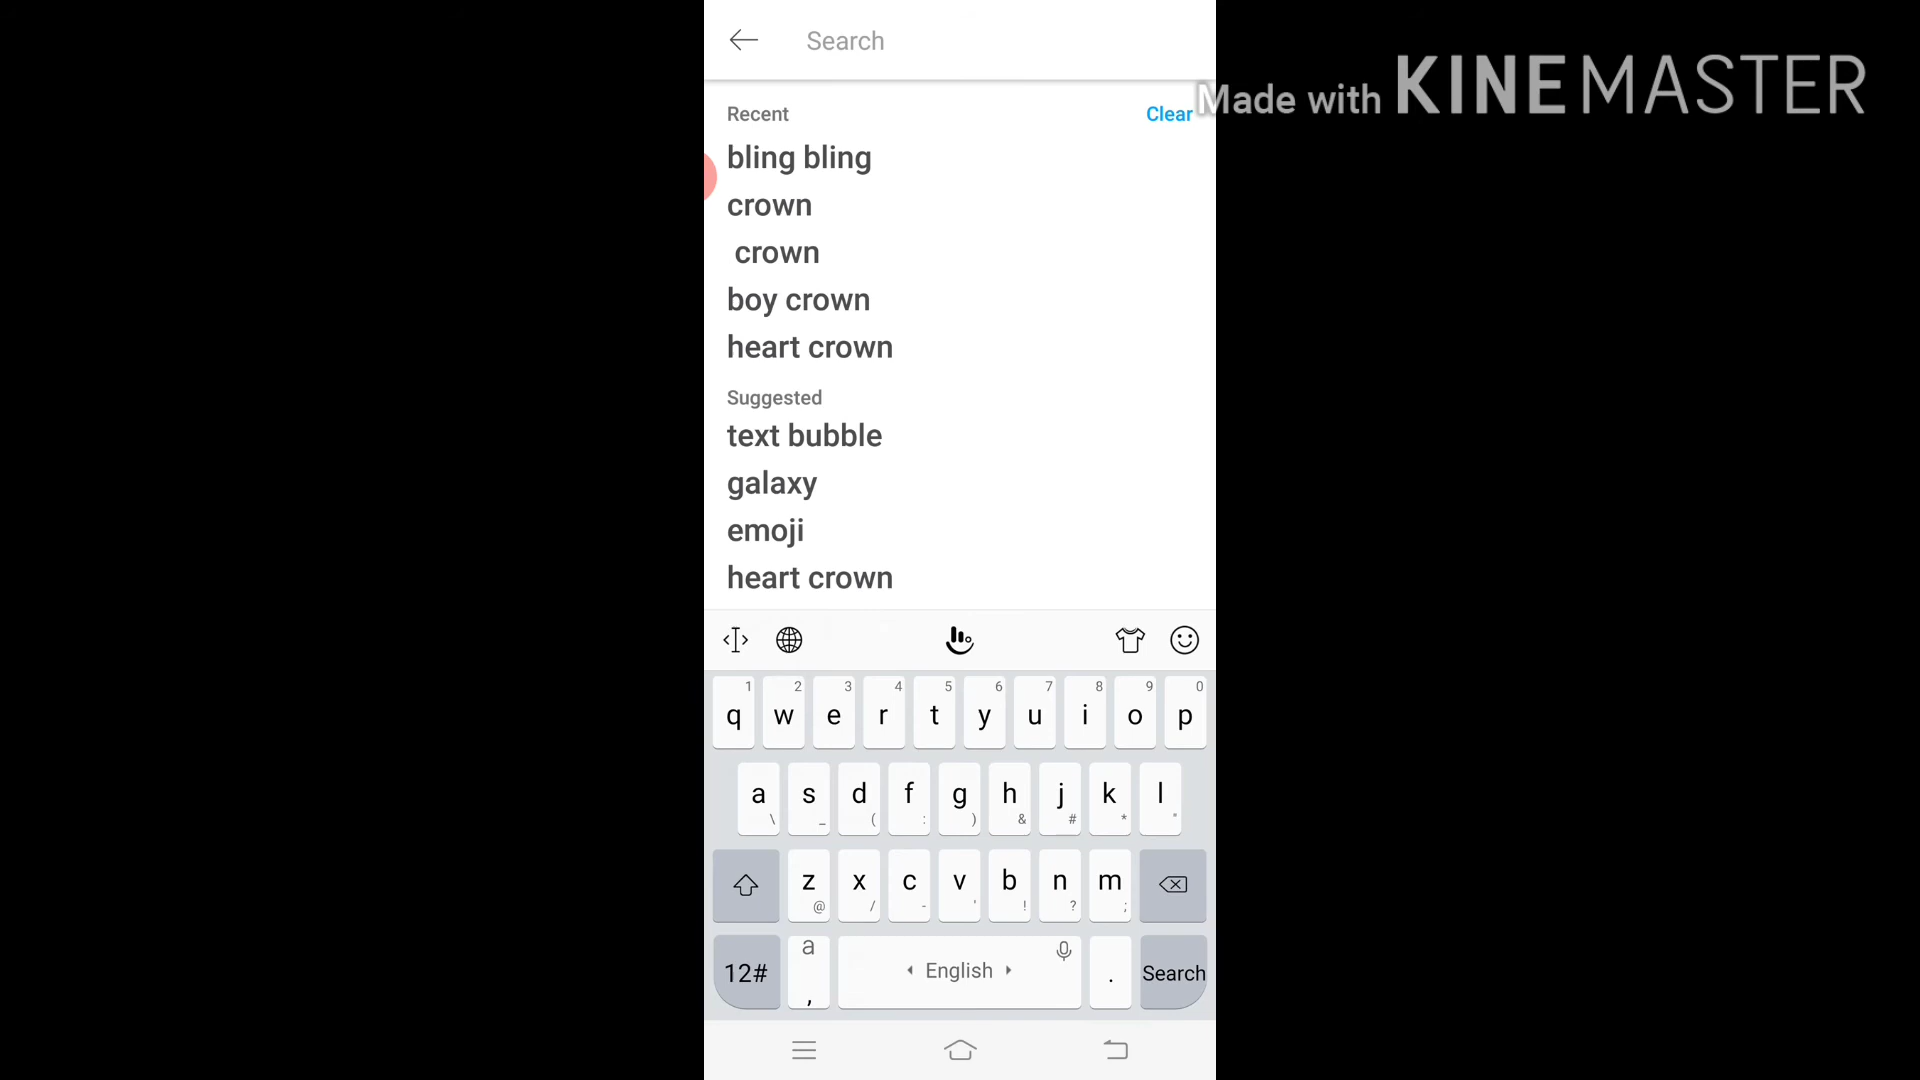 Search
Made with KINEMASTER
Recent
Clear
bling bling
crown
crown
boy crown
heart crown
Suggested
text bubble
galaxy
emoji
heart crown
1 2 3 4 5 6 7 8 9 0
q w e r t y u i o p
a s d f g h j k l
\ _ ( : ) & # * "
z x c v b n m
@ / - ' ! ? ;
12# a , English . Search